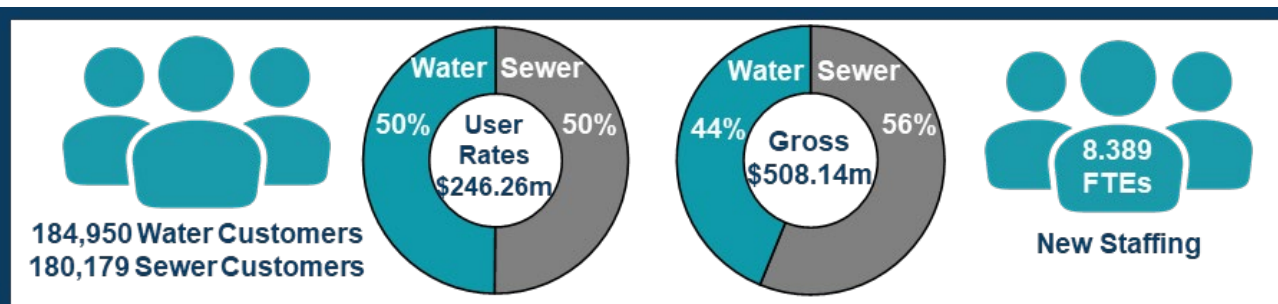 184,950 Water Customers
180,179 Sewer Customers
Water Sewer
50%
User
Rates
$246.26m
50%
Water Sewer
44%
Gross
$508.14m
56%
8.389
FTEs
New Staffing